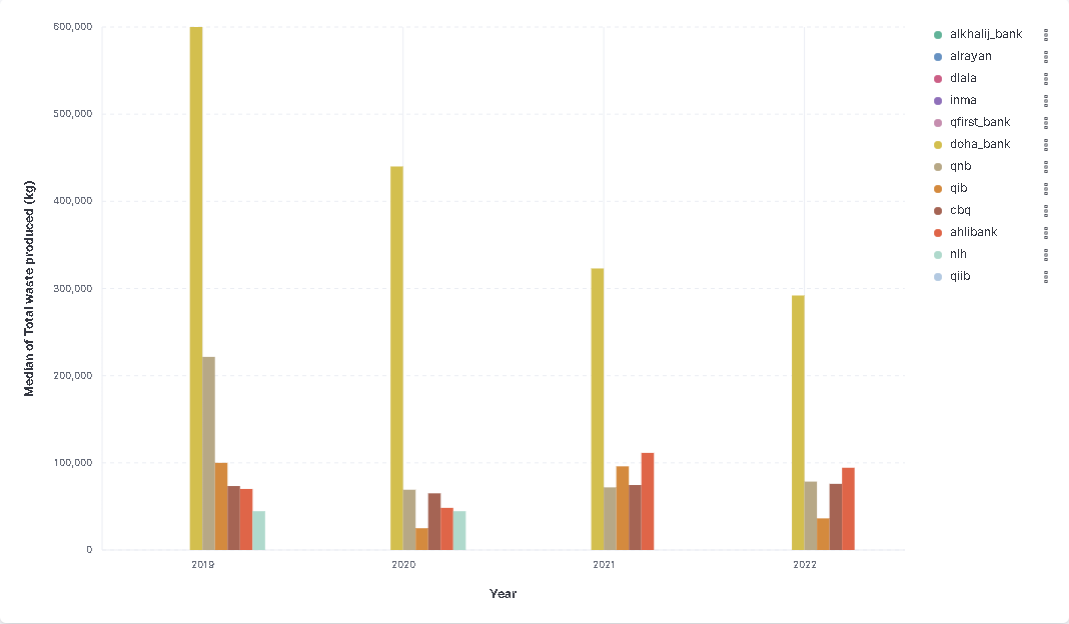 600,000
500,000
400,000
300,000
200,000
100,000
0
Median of Total waste produced (kg)
2019
2020
2021
2022
Year
alkhalij_bank
alrayan
dlala
inma
qfirst_bank
doha_bank
qnb
qib
cbq
ahlibank
nlh
qiib